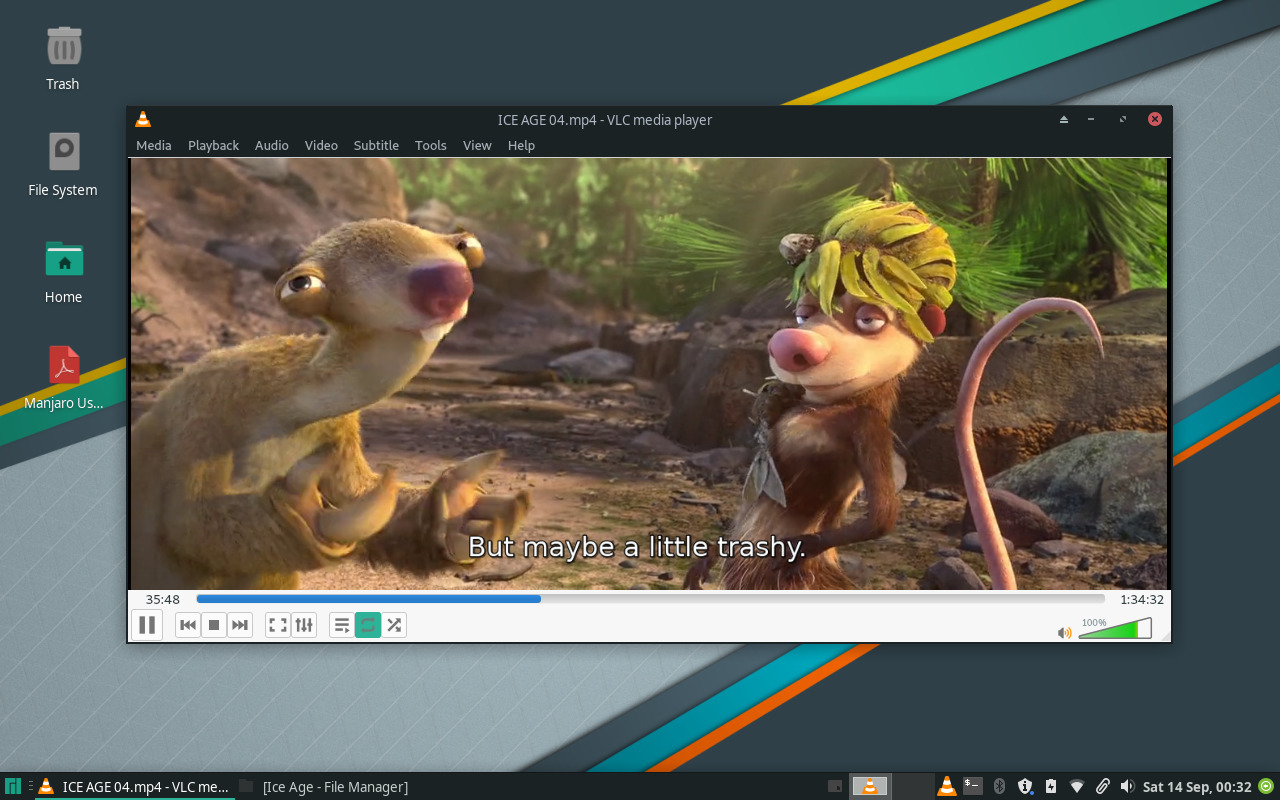 Trash
File System
Home
Manjaro Us...
ICE AGE 04.mp4 - VLC media player
Media Playback Audio Video Subtitle Tools View Help
But maybe a little trashy.
35:48
1:34:32
100%
ICE AGE 04.mp4 - VLC me...
[Ice Age - File Manager]
Sat 14 Sep, 00:32